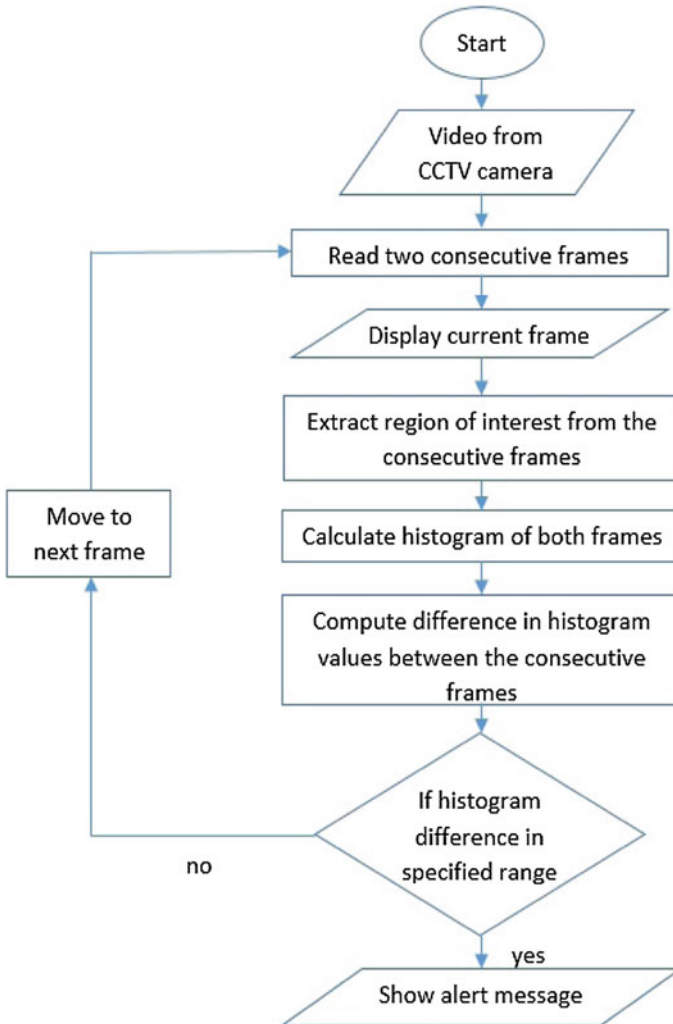 Start
Video from
CCTV camera
Read two consecutive frames
Display current frame
Extract region of interest from the
consecutive frames
Move to
next frame
Calculate histogram of both frames
Compute difference in histogram
values between the consecutive
frames
If histogram
difference in
specified range
no
yes
Show alert message